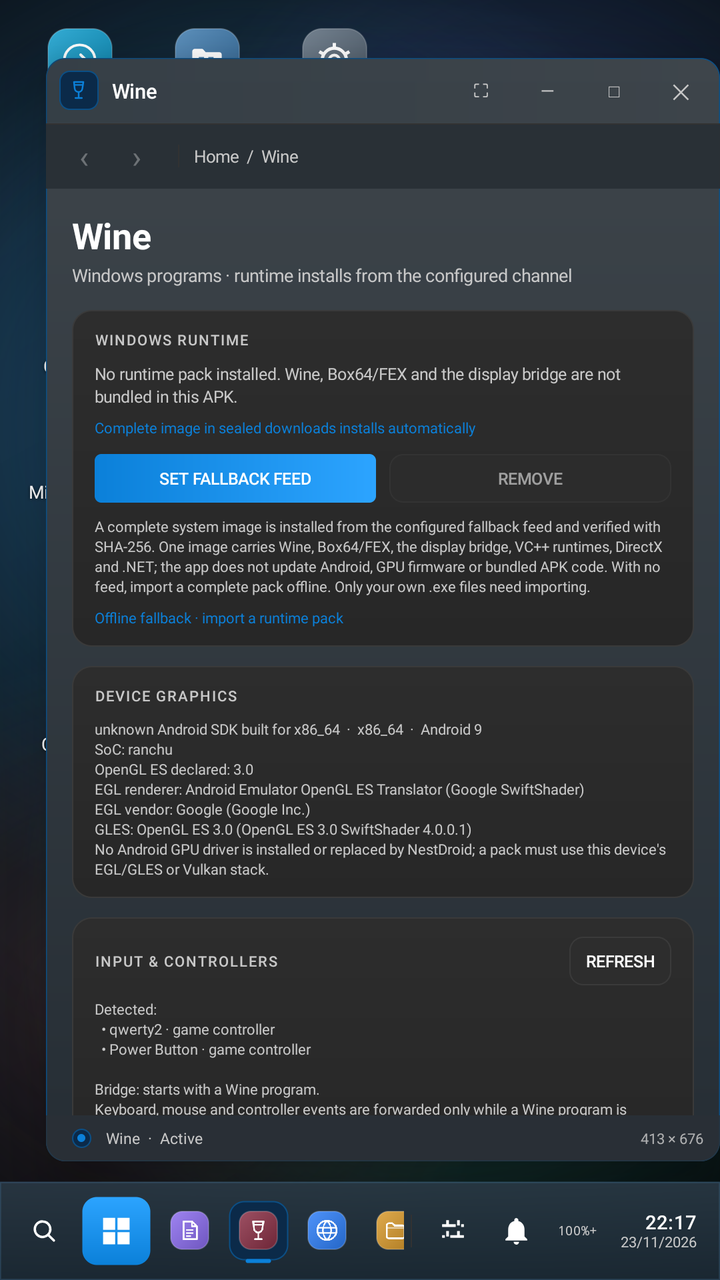 Wine
Home / Wine
Wine
Windows programs · runtime installs from the configured channel
WINDOWS RUNTIME
No runtime pack installed. Wine, Box64/FEX and the display bridge are not
bundled in this APK.
Complete image in sealed downloads installs automatically
SET FALLBACK FEED
REMOVE
A complete system image is installed from the configured fallback feed and verified with
SHA-256. One image carries Wine, Box64/FEX, the display bridge, VC++ runtimes, DirectX
and .NET; the app does not update Android, GPU firmware or bundled APK code. With no
feed, import a complete pack offline. Only your own .exe files need importing.
Offline fallback · import a runtime pack
DEVICE GRAPHICS
unknown Android SDK built for x86_64 · x86_64 · Android 9
SoC: ranchu
OpenGL ES declared: 3.0
EGL renderer: Android Emulator OpenGL ES Translator (Google SwiftShader)
EGL vendor: Google (Google Inc.)
GLES: OpenGL ES 3.0 (OpenGL ES 3.0 SwiftShader 4.0.0.1)
No Android GPU driver is installed or replaced by NestDroid; a pack must use this device's
EGL/GLES or Vulkan stack.
INPUT & CONTROLLERS
REFRESH
Detected:
• qwerty2 · game controller
• Power Button · game controller
Bridge: starts with a Wine program.
Keyboard, mouse and controller events are forwarded only while a Wine program is
Wine · Active
413 × 676
100%+
22:17
23/11/2026